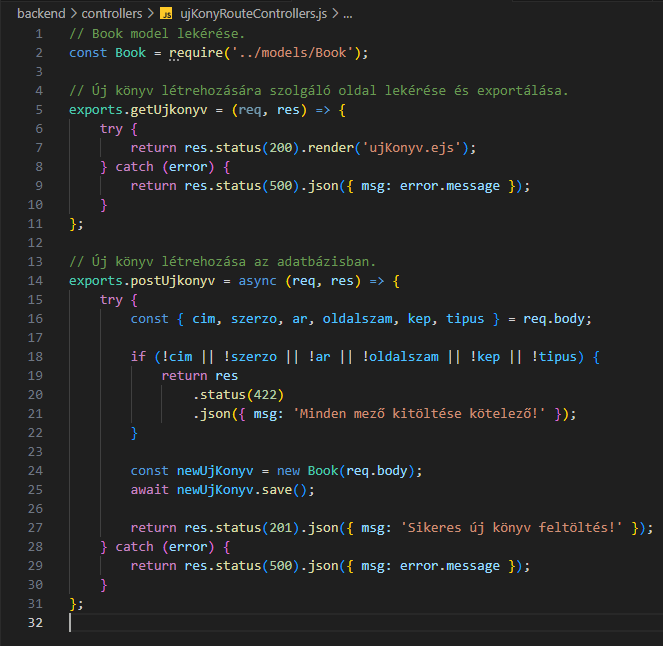 backend > controllers > JS ujKonyRouteControllers.js > ...
1 // Book model lekérése.
2 const Book = require('../models/Book');
3
4 // Új könyv létrehozására szolgáló oldal lekérése és exportálása.
5 exports.getUjkonyv = (req, res) => {
6     try {
7         return res.status(200).render('ujKonyv.ejs');
8     } catch (error) {
9         return res.status(500).json({ msg: error.message });
10     }
11 };
12
13 // Új könyv létrehozása az adatbázisban.
14 exports.postUjkonyv = async (req, res) => {
15     try {
16         const { cim, szerzo, ar, oldalszam, kep, tipus } = req.body;
17
18         if (!cim || !szerzo || !ar || !oldalszam || !kep || !tipus) {
19             return res
20                 .status(422)
21                 .json({ msg: 'Minden mező kitöltése kötelező!' });
22         }
23
24         const newUjKonyv = new Book(req.body);
25         await newUjKonyv.save();
26
27         return res.status(201).json({ msg: 'Sikeres új könyv feltöltés!' });
28     } catch (error) {
29         return res.status(500).json({ msg: error.message });
30     }
31 };
32